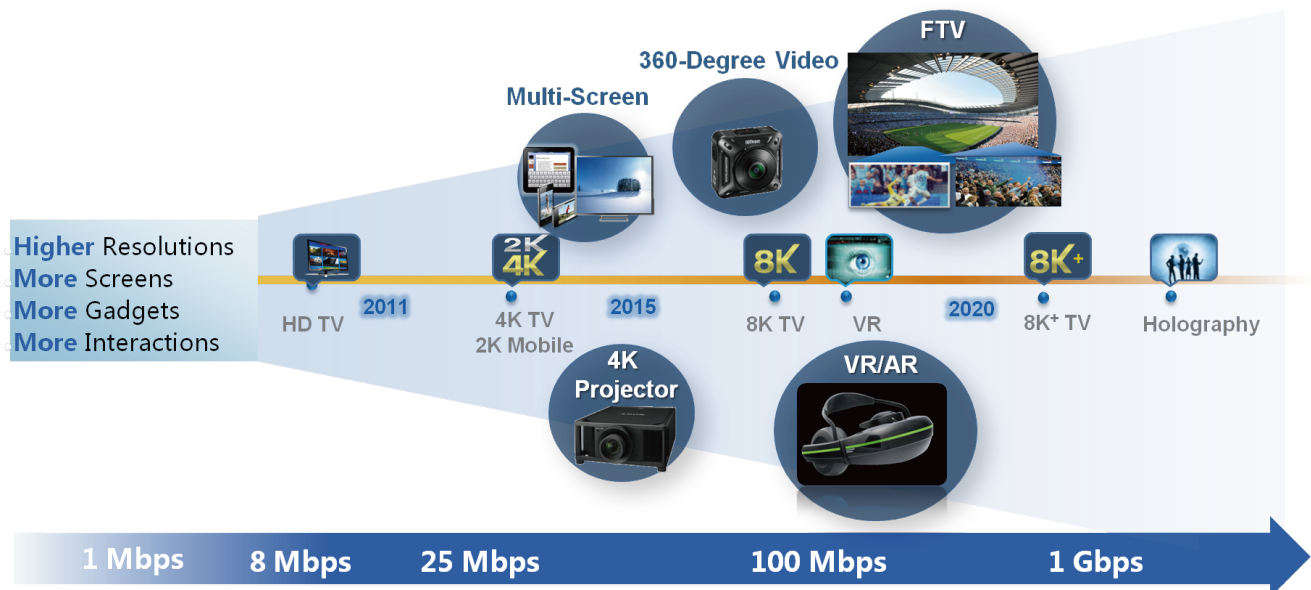 FTV
360-Degree Video
Multi-Screen
Nikon
Higher Resolutions
More Screens
More Gadgets
More Interactions
2K
4K
8K
8K+
2011
2015
2020
HD TV
4K TV
2K Mobile
8K TV
VR
8K+ TV
Holography
4K
Projector
VR/AR
SONY
1 Mbps
8 Mbps
25 Mbps
100 Mbps
1 Gbps